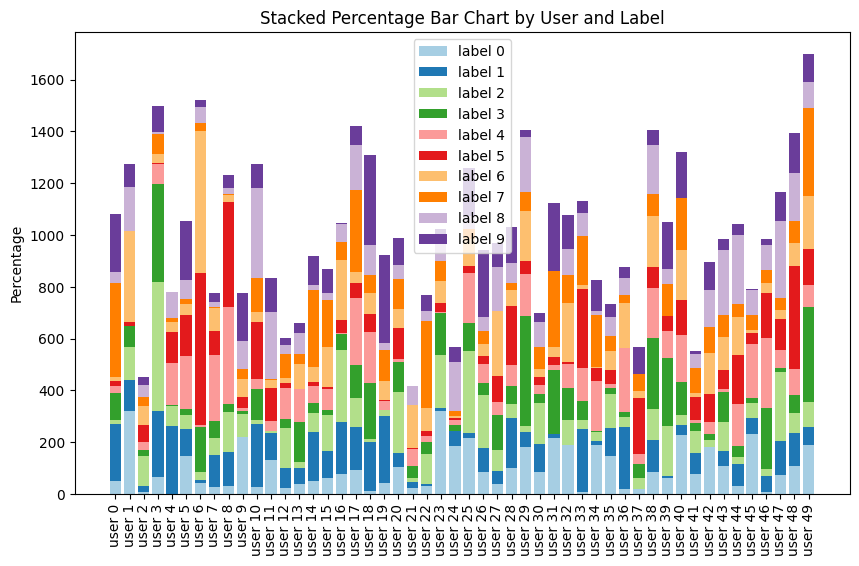 Stacked Percentage Bar Chart by User and Label
Percentage
1600
1400
1200
1000
800
600
400
200
0
label 0
label 1
label 2
label 3
label 4
label 5
label 6
label 7
label 8
label 9
user 0
user 1
user 2
user 3
user 4
user 5
user 6
user 7
user 8
user 9
user 10
user 11
user 12
user 13
user 14
user 15
user 16
user 17
user 18
user 19
user 20
user 21
user 22
user 23
user 24
user 25
user 26
user 27
user 28
user 29
user 30
user 31
user 32
user 33
user 34
user 35
user 36
user 37
user 38
user 39
user 40
user 41
user 42
user 43
user 44
user 45
user 46
user 47
user 48
user 49